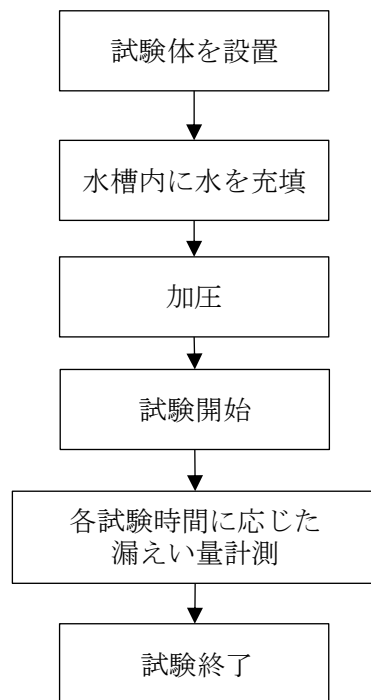 試験体を設置
水槽内に水を充填
加圧
試験開始
各試験時間に応じた
漏えい量計測
試験終了